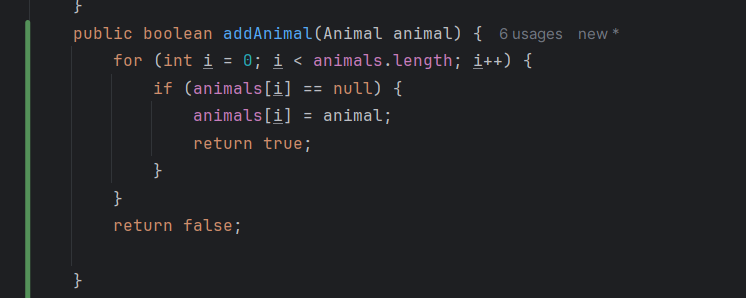 }
public boolean addAnimal(Animal animal) { 6 usages new *
for (int i = 0; i < animals.length; i++) {
if (animals[i] == null) {
animals[i] = animal;
return true;
}
}
return false;
}